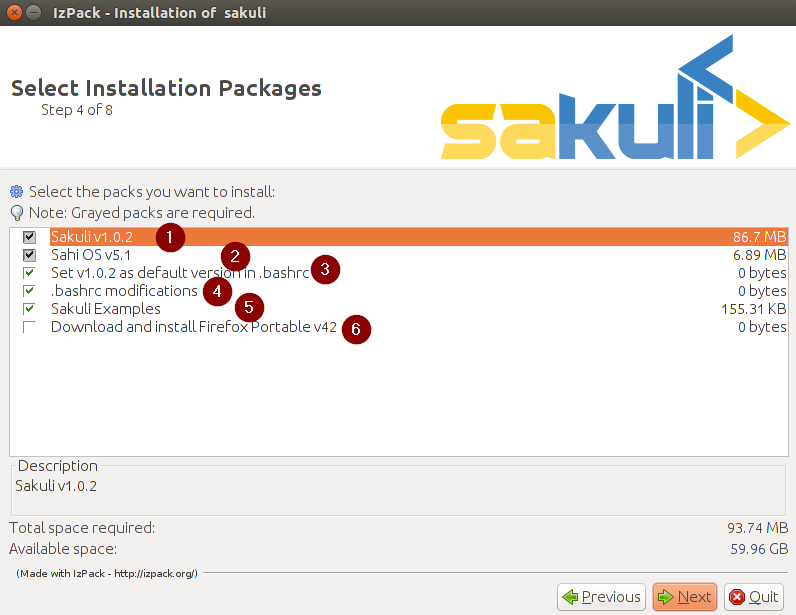 IzPack - Installation of  sakuli
Select Installation Packages
Step 4 of 8
sakuli
Select the packs you want to install:
Note: Grayed packs are required.
Sakuli v1.0.2 1 86.7 MB
Sahi OS v5.1 2 6.89 MB
Set v1.0.2 as default version in .bashrc 3 0 bytes
.bashrc modifications 4 0 bytes
Sakuli Examples 5 155.31 KB
Download and install Firefox Portable v42 6 0 bytes
Description
Sakuli v1.0.2
Total space required: 93.74 MB
Available space: 59.96 GB
(Made with IzPack - http://izpack.org/)
Previous Next Quit